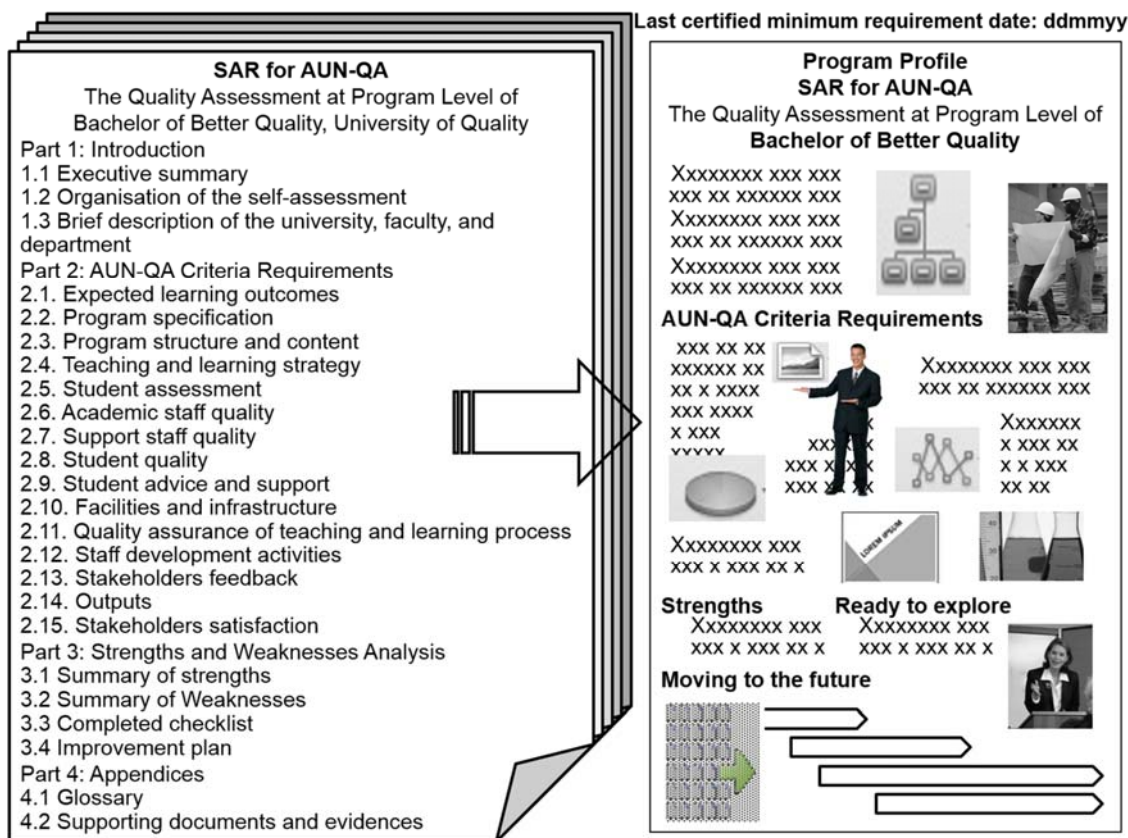 Last certified minimum requirement date: ddmmyy
SAR for AUN-QA
The Quality Assessment at Program Level of
Bachelor of Better Quality, University of Quality
Part 1: Introduction
1.1 Executive summary
1.2 Organisation of the self-assessment
1.3 Brief description of the university, faculty, and
department
Part 2: AUN-QA Criteria Requirements
2.1. Expected learning outcomes
2.2. Program specification
2.3. Program structure and content
2.4. Teaching and learning strategy
2.5. Student assessment
2.6. Academic staff quality
2.7. Support staff quality
2.8. Student quality
2.9. Student advice and support
2.10. Facilities and infrastructure
2.11. Quality assurance of teaching and learning process
2.12. Staff development activities
2.13. Stakeholders feedback
2.14. Outputs
2.15. Stakeholders satisfaction
Part 3: Strengths and Weaknesses Analysis
3.1 Summary of strengths
3.2 Summary of Weaknesses
3.3 Completed checklist
3.4 Improvement plan
Part 4: Appendices
4.1 Glossary
4.2 Supporting documents and evidences
Program Profile
SAR for AUN-QA
The Quality Assessment at Program Level of
Bachelor of Better Quality
Xxxxxxxx xxx xxx
xxx xx xxxxxx xxx
Xxxxxxxx xxx xxx
xxx xx xxxxxx xxx
Xxxxxxxx xxx xxx
xxx xx xxxxxx xxx
AUN-QA Criteria Requirements
xxx xx xx
xxxxxx xx
xx x xxxx
xxx xxxx
x xxx
xxxxx
Xxxxxxxx xxx xxx
xxx xx xxxxxx xxx
Xxxxxxx
x xxx xx
x x xxx
xx xx
LOREM IPSUM
Xxxxxxxx xxx
xxx x xxx xx x
Strengths
Xxxxxxxx xxx
xxx x xxx xx x
Ready to explore
Xxxxxxxx xxx
xxx x xxx xx x
Moving to the future